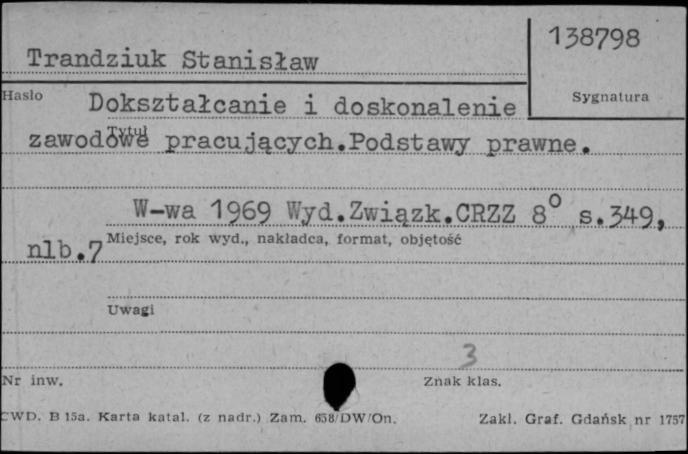 138798
Trandziuk Stanisław
Hasło
Sygnatura
Dokształcanie i doskonalenie
Tytuł
zawodowe pracujących.Podstawy prawne.
W-wa 1969 Wyd.Związk.CRZZ 8° s.349,
nlb.7
Miejsce, rok wyd., nakładca, format, objętość
Uwagi
3
Nr inw.
Znak klas.
CWD. B 15a. Karta katal. (z nadr.) Zam. 658/DW/On.
Zakł. Graf. Gdańsk nr 1757